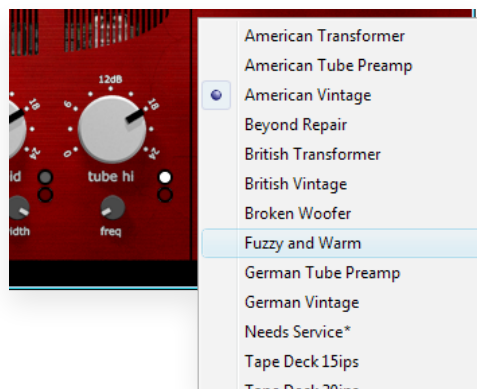 American Transformer
American Tube Preamp
American Vintage
Beyond Repair
British Transformer
British Vintage
Broken Woofer
Fuzzy and Warm
German Tube Preamp
German Vintage
Needs Service*
Tape Deck 15ips
12dB
6
18
18
0
24
24
id
tube hi
idth
freq